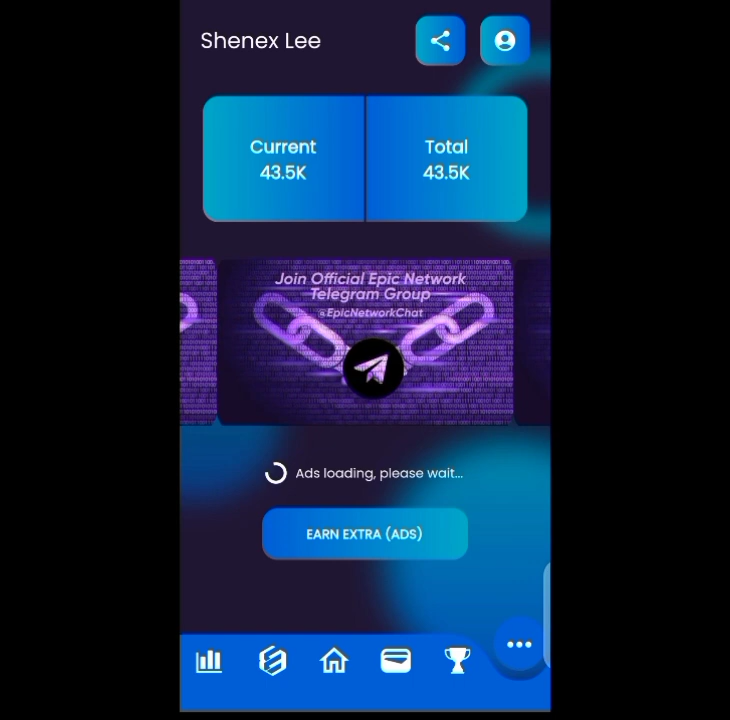 Shenex Lee
Current
43.5K
Total
43.5K
Join Official Epic Network
Telegram Group
EpicNetworkChat
Ads loading, please wait...
EARN EXTRA (ADS)